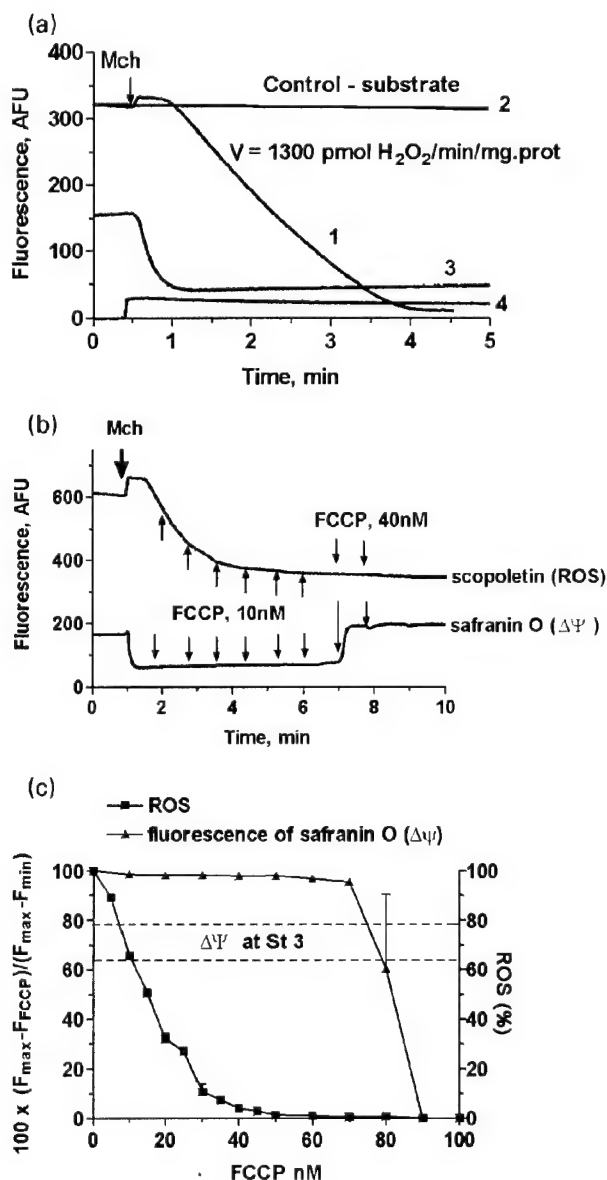 (a)
Mch
Control - substrate
2
V = 1300 pmol H₂O₂/min/mg.prot
1
3
4
Fluorescence, AFU
400
350
300
250
200
150
100
50
0
0 1 2 3 4 5
Time, min
(b)
Mch
FCCP, 40nM
scopoletin (ROS)
FCCP, 10nM
safranin O (ΔΨ)
Fluorescence, AFU
600
400
200
0
0 2 4 6 8 10
Time, min
(c)
ROS
fluorescence of safranin O (Δψ)
ΔΨ at St 3
100 x (Fmax-FFCCP)/(Fmax-Fmin)
100
80
60
40
20
0
ROS (%)
100
80
60
40
20
0
0 20 40 60 80 100
FCCP nM